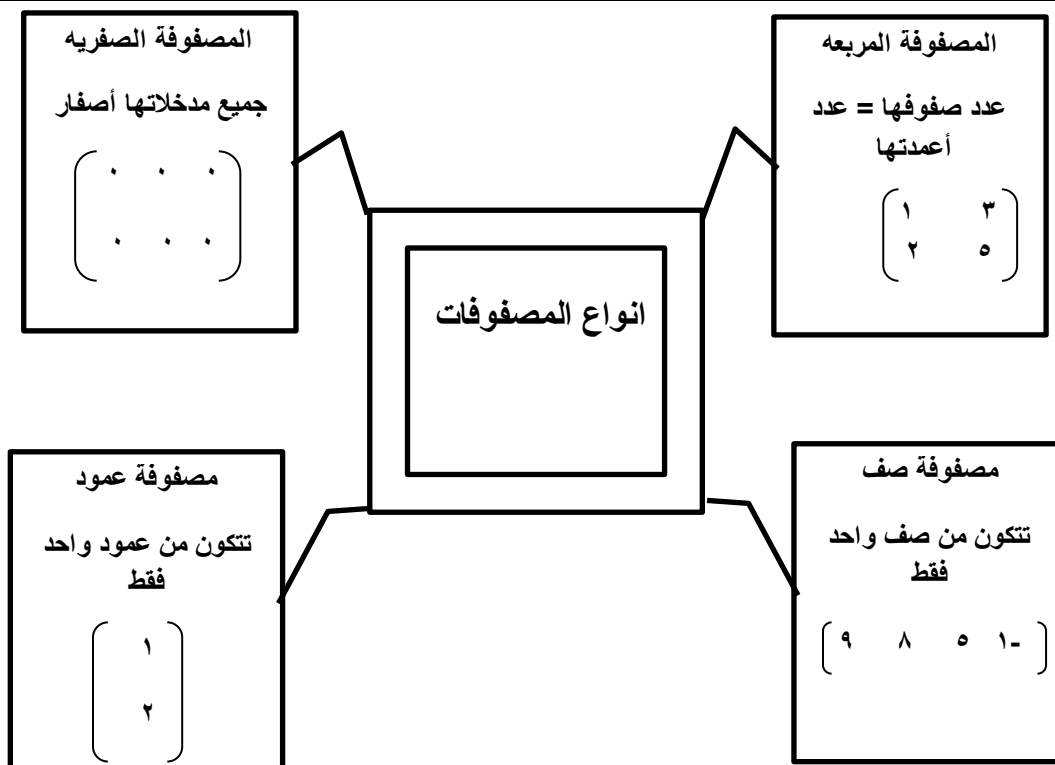 المصفوفة المربعه
عدد صفوفها = عدد
أعمدتها
٣ ١
٥ ٢
المصفوفة الصفريه
جميع مدخلاتها أصفار
٠ ٠ ٠
٠ ٠ ٠
انواع المصفوفات
مصفوفة صف
تتكون من صف واحد
فقط
-١ ٥ ٨ ٩
مصفوفة عمود
تتكون من عمود واحد
فقط
١
٢